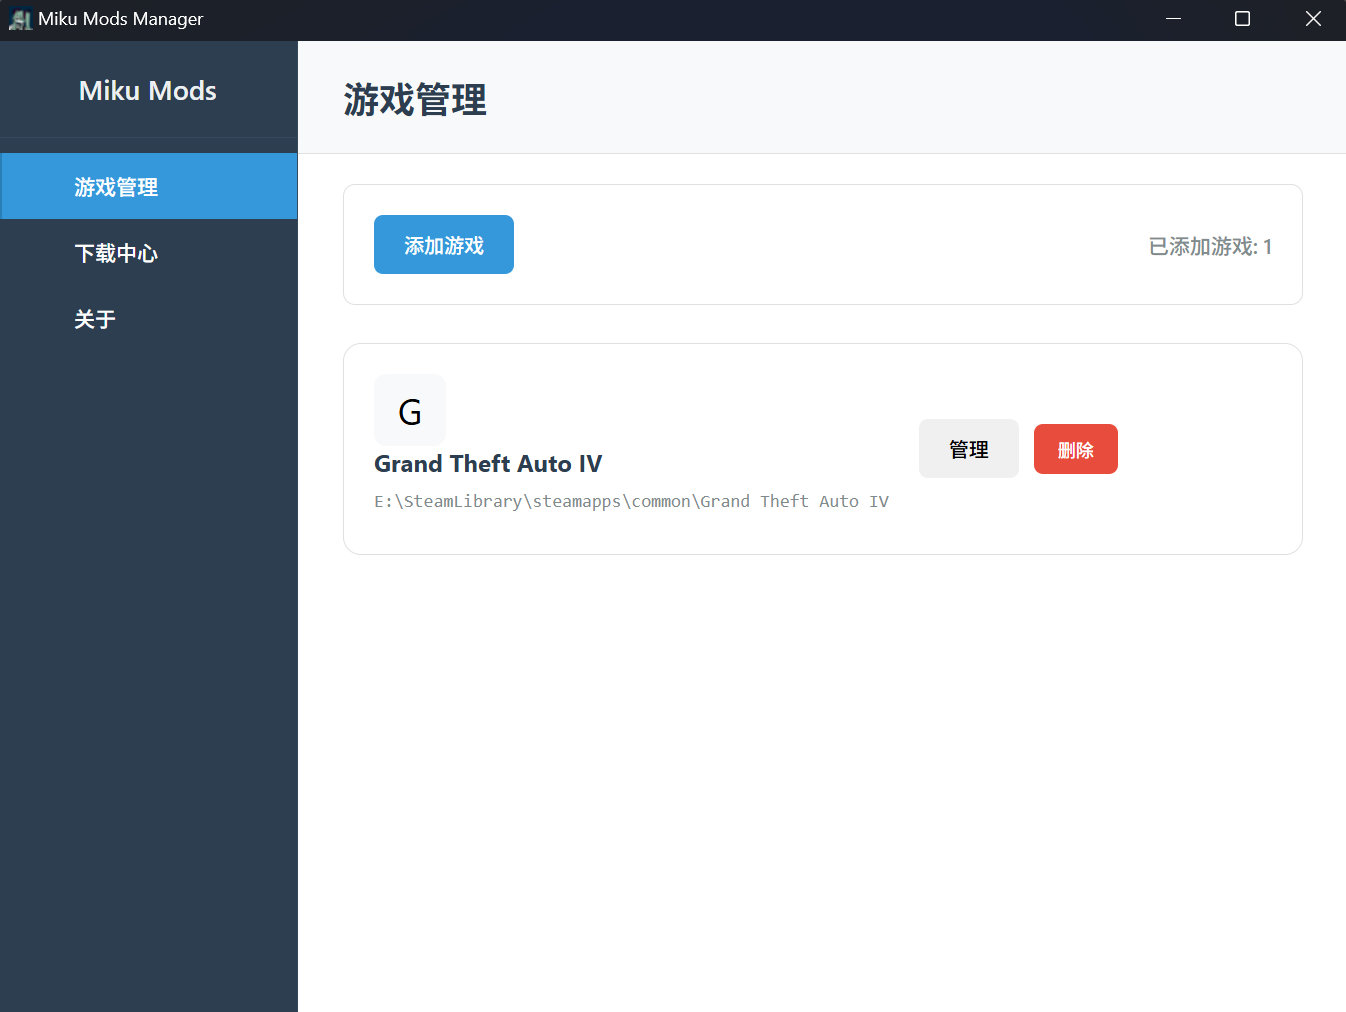 Miku Mods Manager
Miku Mods
游戏管理
下载中心
关于
游戏管理
添加游戏
已添加游戏: 1
G
Grand Theft Auto IV
E:\SteamLibrary\steamapps\common\Grand Theft Auto IV
管理
删除